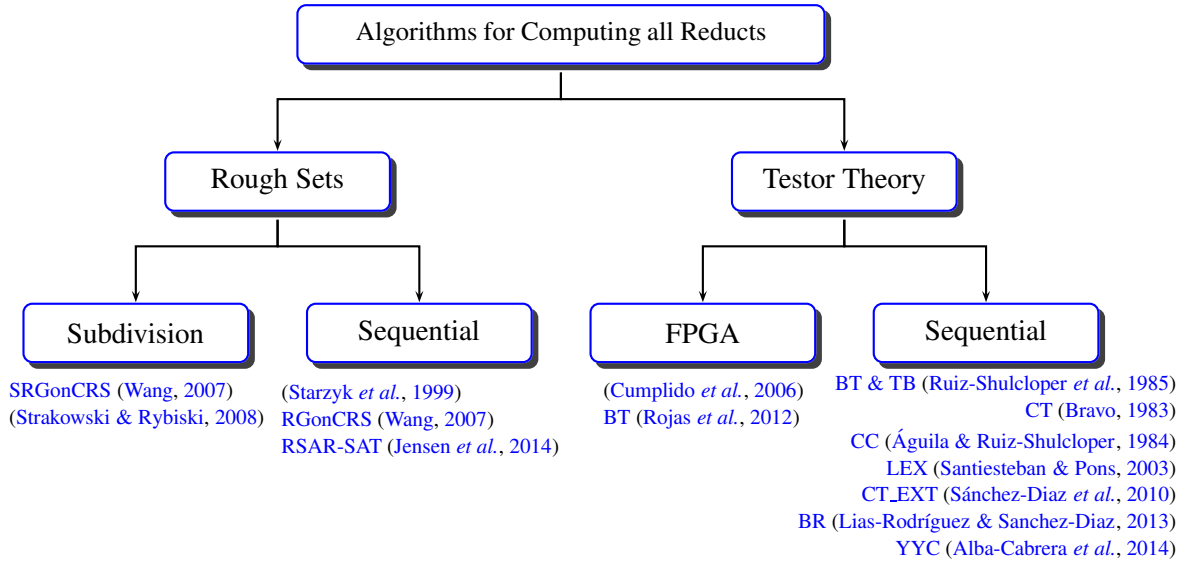 Algorithms for Computing all Reducts
Rough Sets
Testor Theory
Subdivision
Sequential
FPGA
Sequential
SRGonCRS (Wang, 2007)
(Strakowski & Rybiski, 2008)
(Starzyk et al., 1999)
RGonCRS (Wang, 2007)
RSAR-SAT (Jensen et al., 2014)
(Cumplido et al., 2006)
BT (Rojas et al., 2012)
BT & TB (Ruiz-Shulcloper et al., 1985)
CT (Bravo, 1983)
CC (Águila & Ruiz-Shulcloper, 1984)
LEX (Santiesteban & Pons, 2003)
CT_EXT (Sánchez-Diaz et al., 2010)
BR (Lias-Rodríguez & Sanchez-Diaz, 2013)
YYC (Alba-Cabrera et al., 2014)